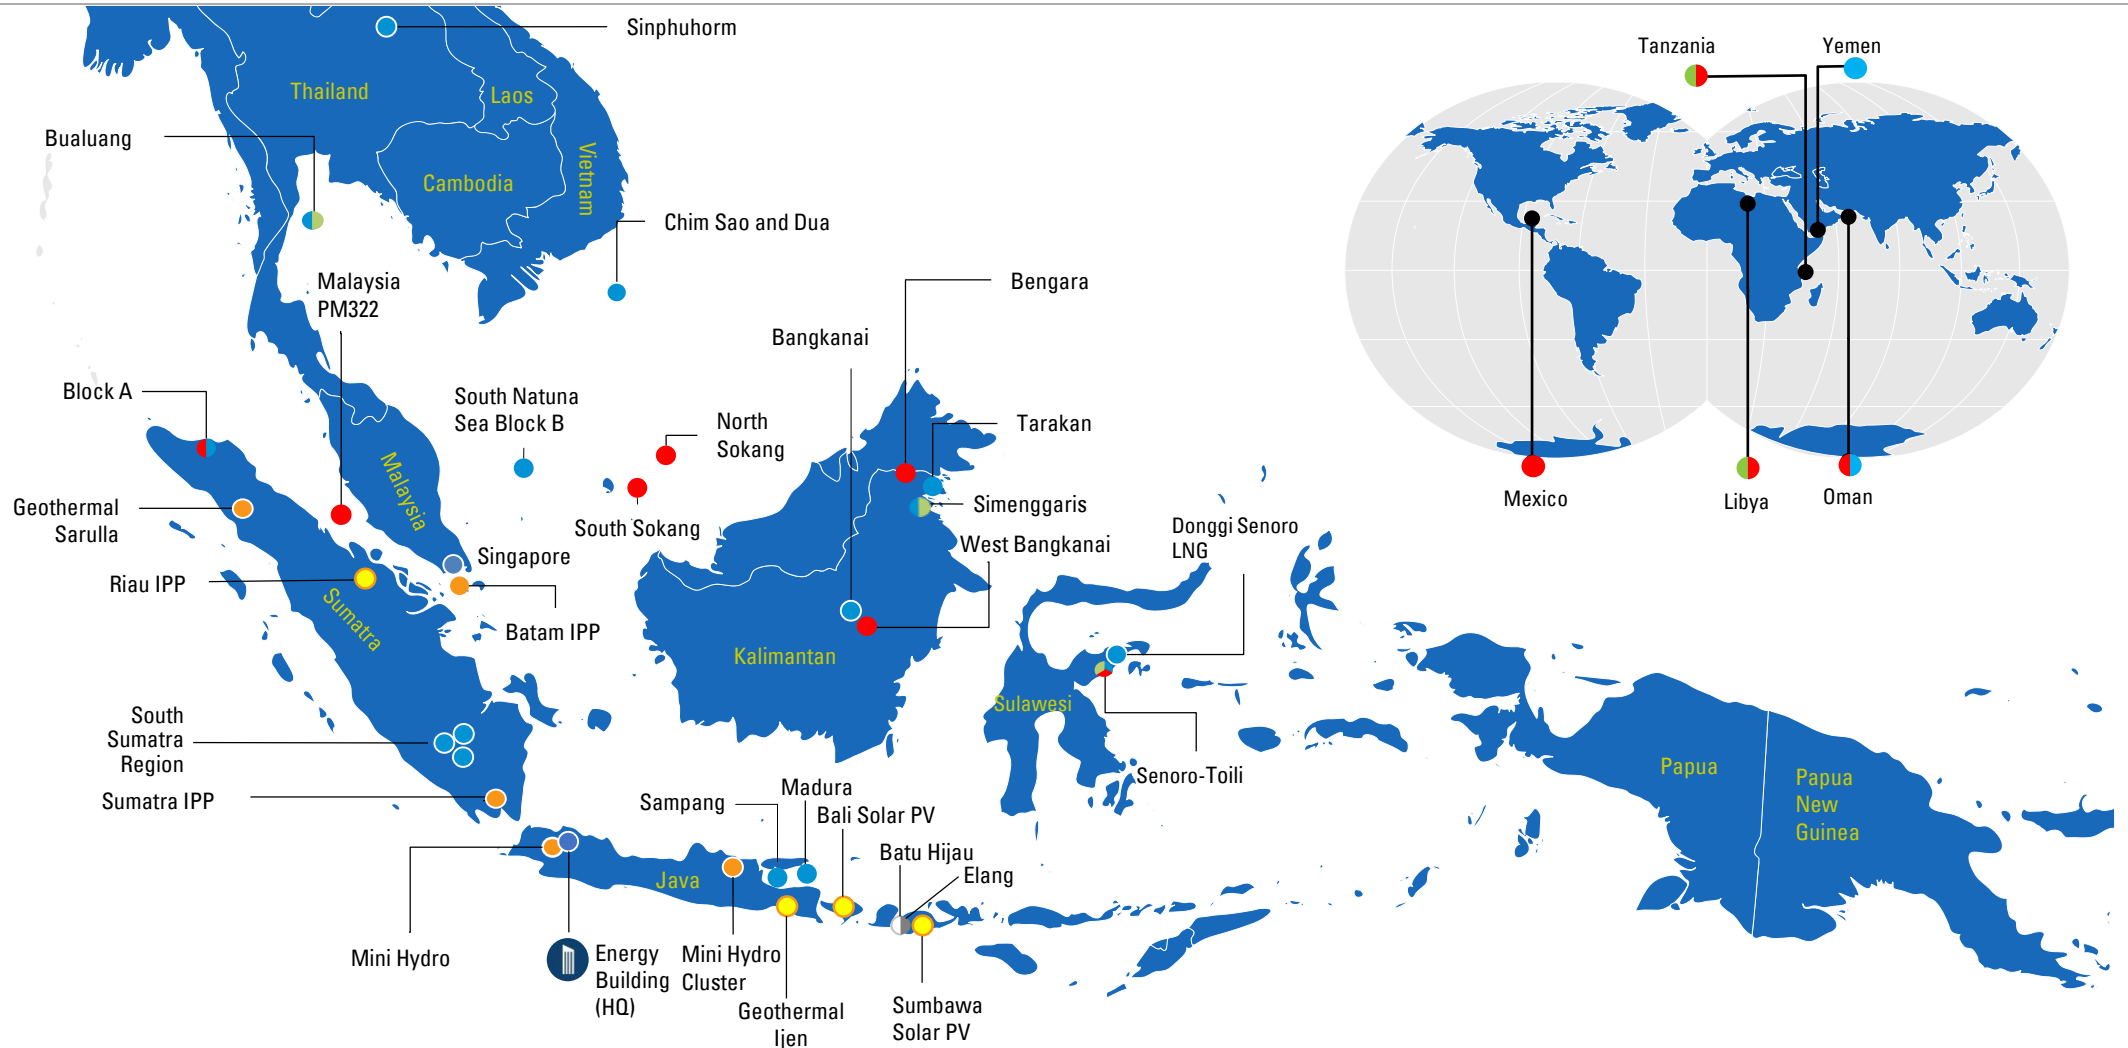 Sinphuhorm
Thailand
Laos
Bualuang
Vietnam
Cambodia
Chim Sao and Dua
Malaysia
PM322
Bengara
Bangkanai
Block A
South Natuna
Sea Block B
North
Sokang
Tarakan
Malaysia
Geothermal
Sarulla
South Sokang
Simenggaris
Donggi Senoro
LNG
West Bangkanai
Singapore
Riau IPP
Sumatra
Batam IPP
Kalimantan
Sulawesi
South
Sumatra
Region
Senoro-Toili
Sumatra IPP
Sampang
Madura
Bali Solar PV
Batu Hijau
Elang
Java
Papua
Papua
New
Guinea
Mini Hydro
Energy
Building
(HQ)
Mini Hydro
Cluster
Geothermal
Ijen
Sumbawa
Solar PV
Tanzania
Yemen
Mexico
Libya
Oman